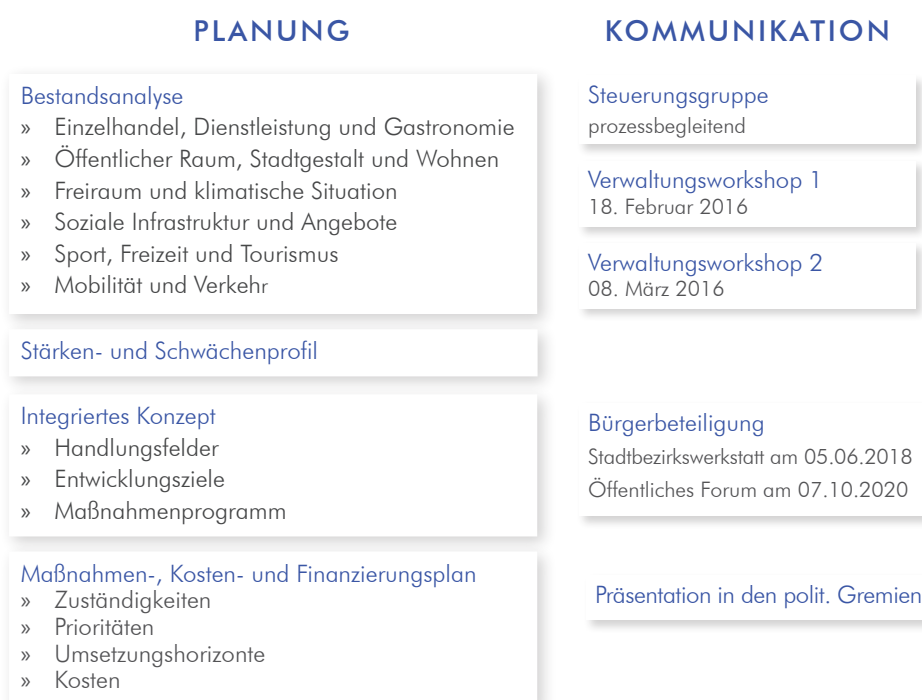 PLANUNG
Bestandsanalyse
» Einzelhandel, Dienstleistung und Gastronomie
» Öffentlicher Raum, Stadtgestalt und Wohnen
» Freiraum und klimatische Situation
» Soziale Infrastruktur und Angebote
» Sport, Freizeit und Tourismus
» Mobilität und Verkehr
Stärken- und Schwächenprofil
Integriertes Konzept
» Handlungsfelder
» Entwicklungsziele
» Maßnahmenprogramm
Maßnahmen-, Kosten- und Finanzierungsplan
» Zuständigkeiten
» Prioritäten
» Umsetzungshorizonte
» Kosten
KOMMUNIKATION
Steuerungsgruppe
prozessbegleitend
Verwaltungsworkshop 1
18. Februar 2016
Verwaltungsworkshop 2
08. März 2016
Bürgerbeteiligung
Stadtbezirkswerkstatt am 05.06.2018
Öffentliches Forum am 07.10.2020
Präsentation in den polit. Gremien